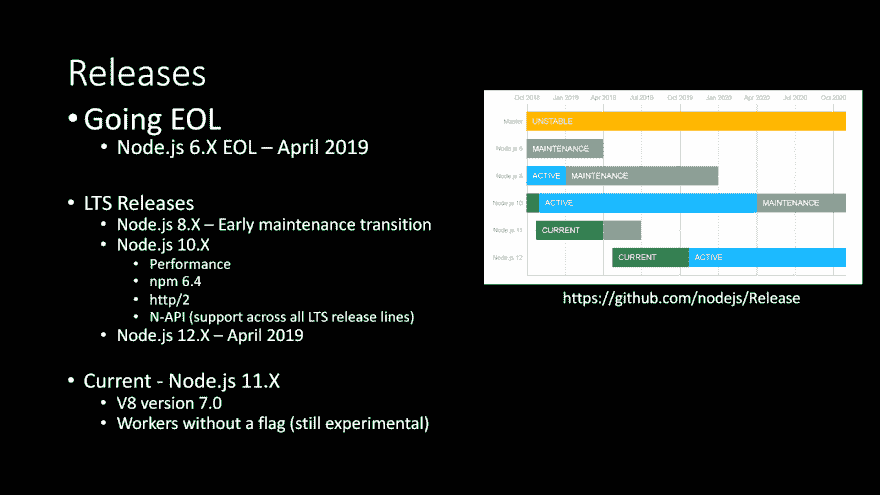 Releases
• Going EOL
• Node.js 6.X EOL – April 2019
• LTS Releases
• Node.js 8.X – Early maintenance transition
• Node.js 10.X
• Performance
• npm 6.4
• http/2
• N-API (support across all LTS release lines)
• Node.js 12.X – April 2019
• Current - Node.js 11.X
• V8 version 7.0
• Workers without a flag (still experimental)
Oct 2018 Jan 2019 Apr 2019 Jul 2019 Oct 2019 Jan 2020 Apr 2020 Jul 2020 Oct 2020
Master UNSTABLE
Node.js 6 MAINTENANCE
Node.js 8 ACTIVE MAINTENANCE
Node.js 10 ACTIVE MAINTENANCE
Node.js 11 CURRENT
Node.js 12 CURRENT ACTIVE
https://github.com/nodejs/Release